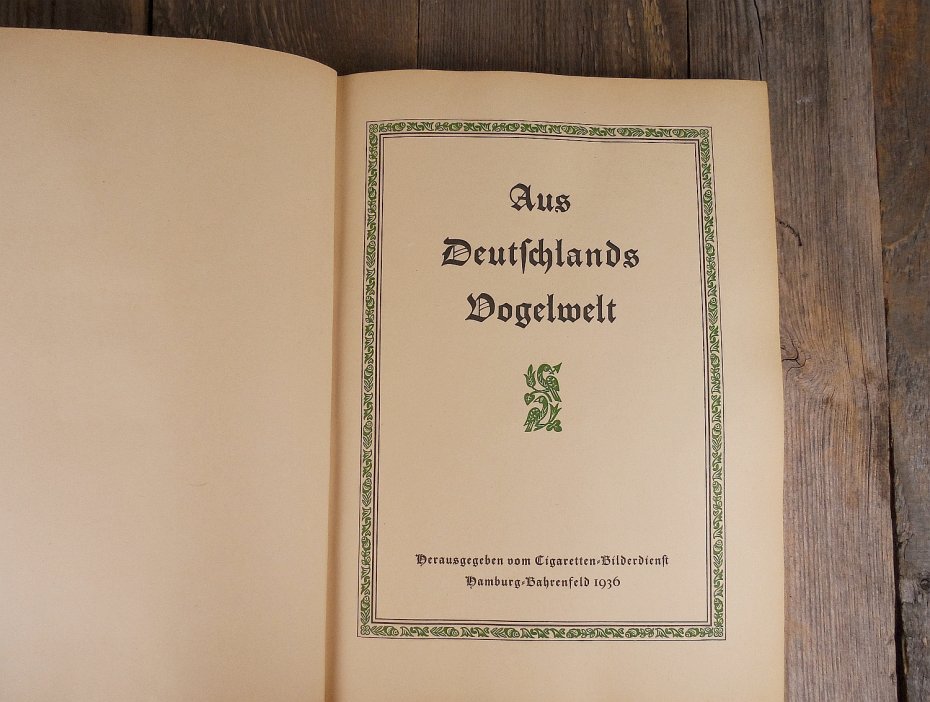 Aus
Deutſchlands
Vogelwelt
Herausgegeben vom Cigaretten-Bilderdienſt
Hamburg-Bahrenfeld 1936